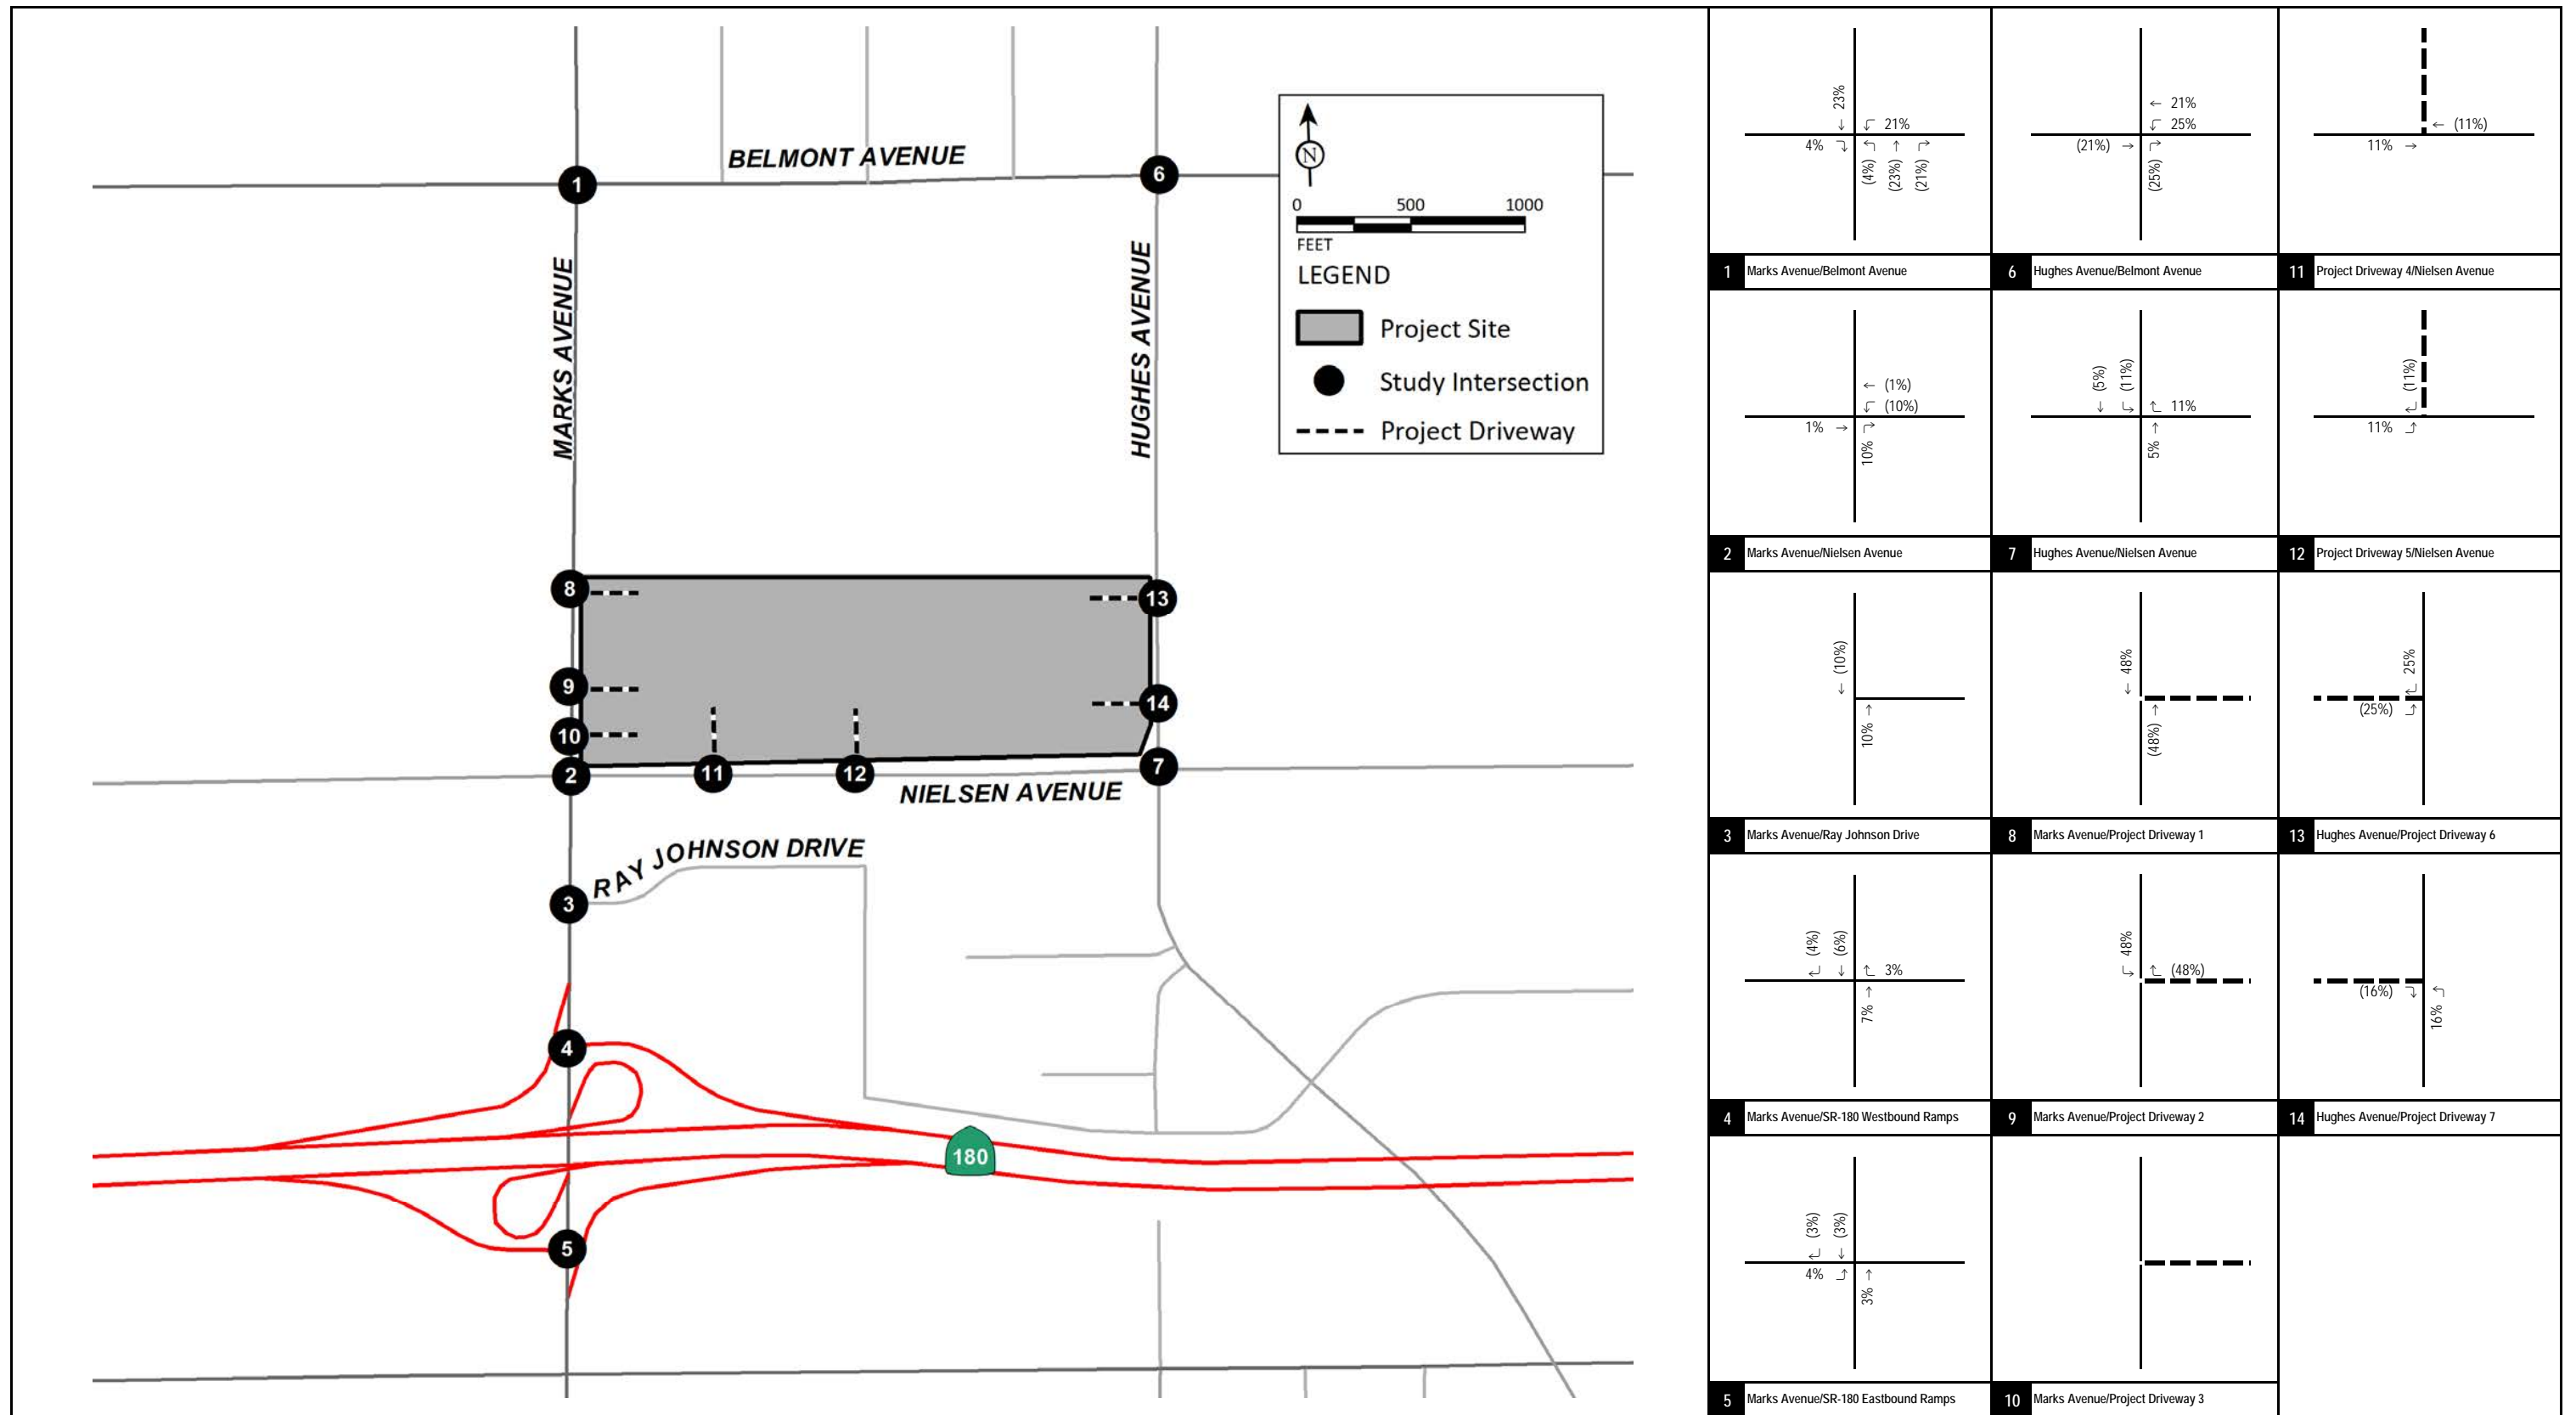 BELMONT AVENUE
MARKS AVENUE
HUGHES AVENUE
NIELSEN AVENUE
RAY JOHNSON DRIVE
1
6
8
9
10
2
11
12
13
14
7
3
4
5
180
N
0 500 1000
FEET
LEGEND
Project Site
Study Intersection
Project Driveway
23%
21%
4%
(4%) (23%) (21%)
1 Marks Avenue/Belmont Avenue
21%
25%
(21%)
(25%)
6 Hughes Avenue/Belmont Avenue
(11%)
11%
11 Project Driveway 4/Nielsen Avenue
(1%)
(10%)
1%
10%
2 Marks Avenue/Nielsen Avenue
(5%) (11%)
11%
5%
7 Hughes Avenue/Nielsen Avenue
(11%)
11%
12 Project Driveway 5/Nielsen Avenue
(10%)
10%
3 Marks Avenue/Ray Johnson Drive
48%
(48%)
8 Marks Avenue/Project Driveway 1
25%
(25%)
13 Hughes Avenue/Project Driveway 6
(4%) (6%)
3%
7%
4 Marks Avenue/SR-180 Westbound Ramps
48%
(48%)
9 Marks Avenue/Project Driveway 2
(16%)
16%
14 Hughes Avenue/Project Driveway 7
(3%) (3%)
4%
3%
5 Marks Avenue/SR-180 Eastbound Ramps
10 Marks Avenue/Project Driveway 3